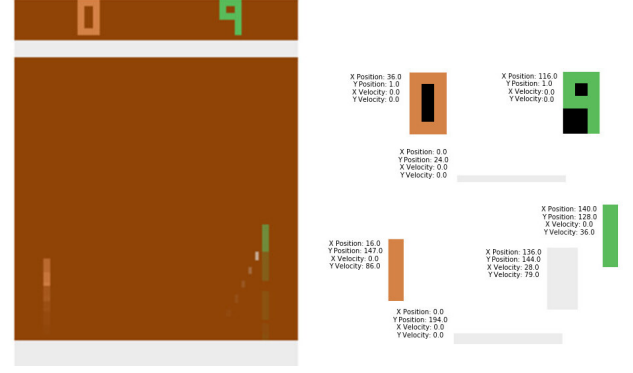 0
9
X Position: 36.0
Y Position: 1.0
X Velocity: 0.0
Y Velocity: 0.0
X Position: 116.0
Y Position: 1.0
X Velocity:0.0
Y Velocity:0.0
X Position: 0.0
Y Position: 24.0
X Velocity: 0.0
Y Velocity: 0.0
X Position: 140.0
Y Position: 128.0
X Velocity: 0.0
Y Velocity: 36.0
X Position: 16.0
Y Position: 147.0
X Velocity: 0.0
Y Velocity: 86.0
X Position: 136.0
Y Position: 144.0
X Velocity: 28.0
Y Velocity: 79.0
X Position: 0.0
Y Position: 194.0
X Velocity: 0.0
Y Velocity: 0.0